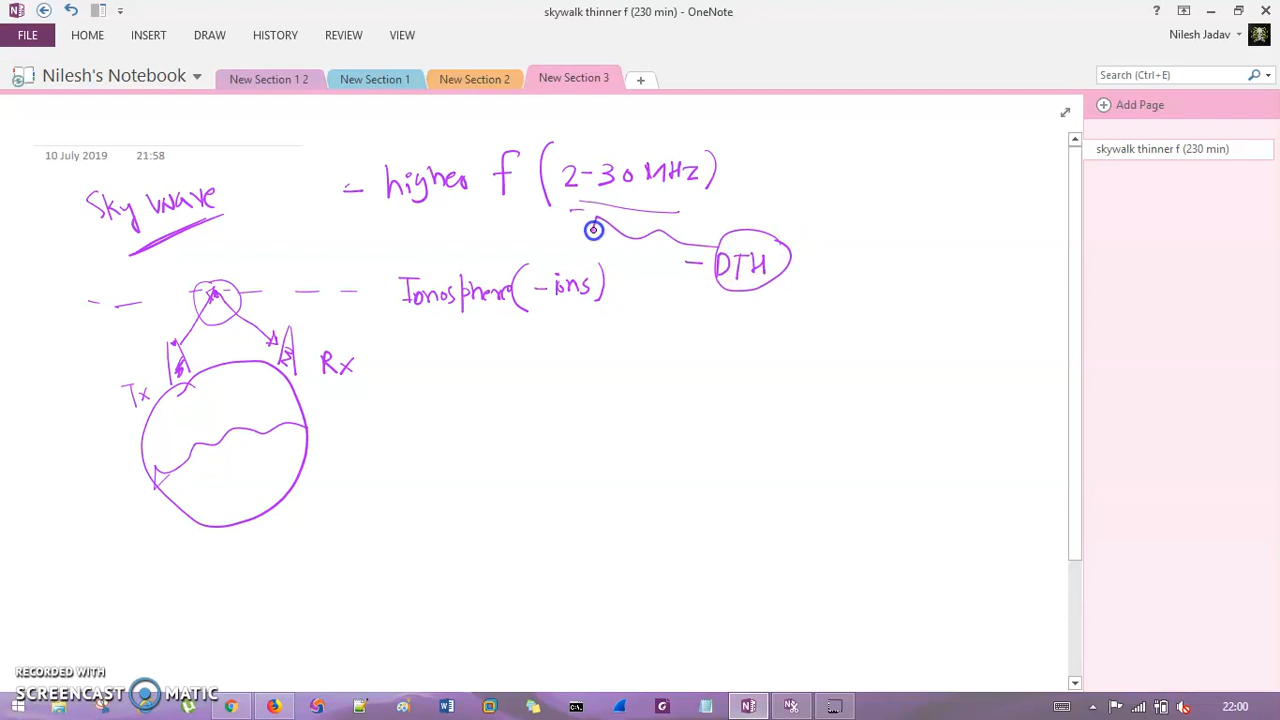 skywalk thinner f (230 min) - OneNote
FILE HOME INSERT DRAW HISTORY REVIEW VIEW
Nilesh Jadav
Nilesh's Notebook
New Section 1 2
New Section 1
New Section 2
New Section 3
Search (Ctrl+E)
Add Page
skywalk thinner f (230 min)
10 July 2019 21:58
Sky Wave
= higher f (2-30 MHz)
- DTH
Ionosphere (-ions)
Tx
Rx
RECORDED WITH
SCREENCAST MATIC
22:00